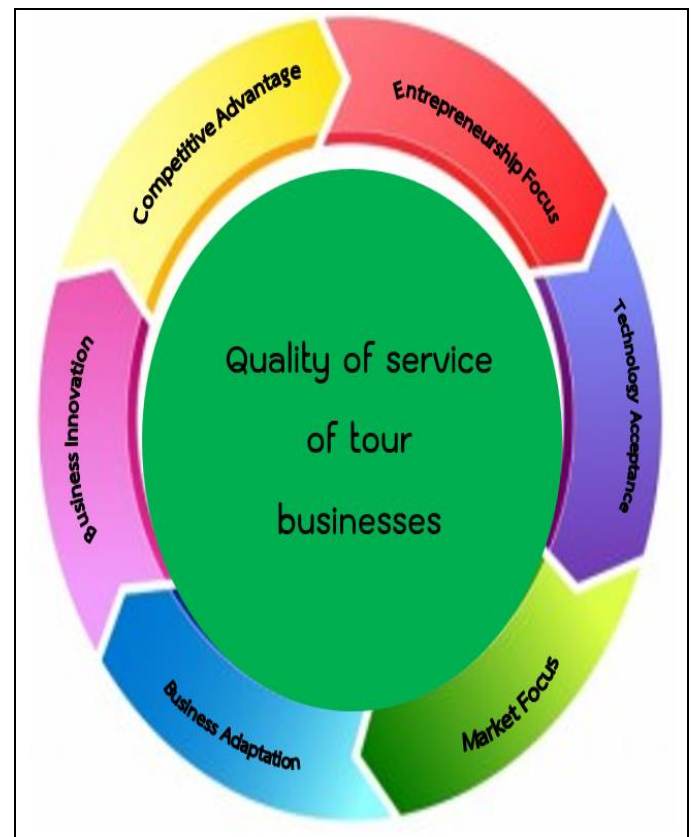 Competitive Advantage
Entrepreneurship Focus
Technology Acceptance
Market Focus
Business Adaptation
Business Innovation
Quality of service
of tour
businesses